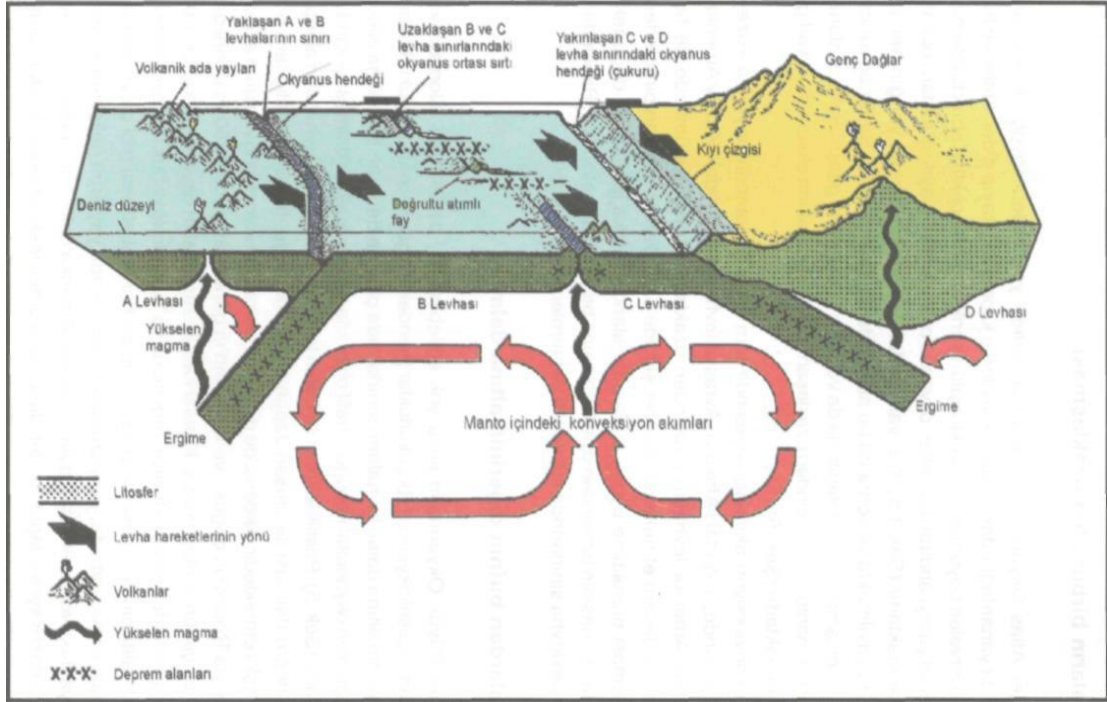 Yaklaşan A ve B
levhalarının sınırı
Uzaklaşan B ve C
levha sınırlarındaki
okyanus ortası sırtı
Yakınlaşan C ve D
levha sınırındaki okyanus
hendeği (çukuru)
Genç Dağlar
Volkanik ada yayları
Okyanus hendeği
Kıyı çizgisi
Deniz düzeyi
Doğrultu atımlı
fay
A Levhası
B Levhası
C Levhası
D Levhası
Yükselen
magma
Ergime
Manto içindeki konveksiyon akımları
Ergime
Litosfer
Levha hareketlerinin yönü
Volkanlar
Yükselen magma
X-X-X- Deprem alanları